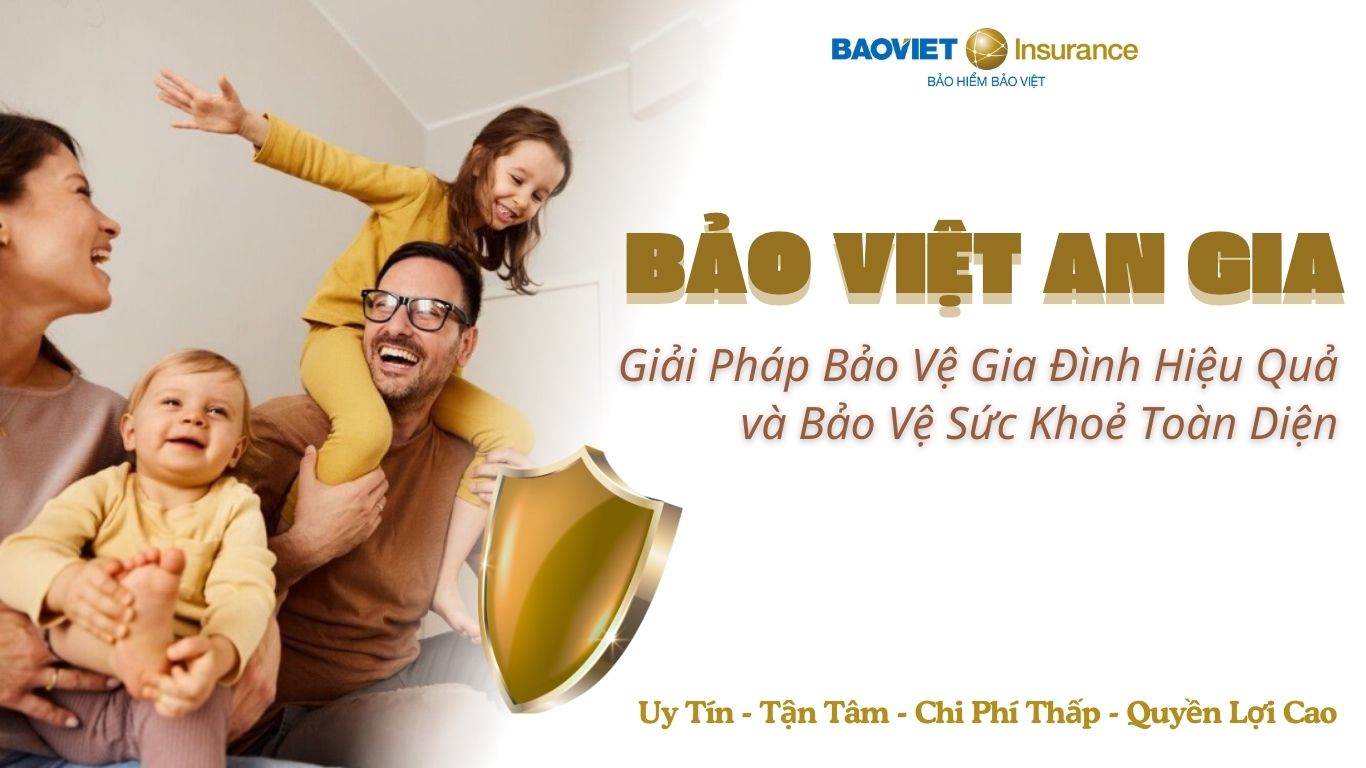 BAOVIET Insurance
BẢO HIỂM BẢO VIỆT
BẢO VIỆT AN GIA
Giải Pháp Bảo Vệ Gia Đình Hiệu Quả
và Bảo Vệ Sức Khoẻ Toàn Diện
Uy Tín - Tận Tâm - Chi Phí Thấp - Quyền Lợi Cao